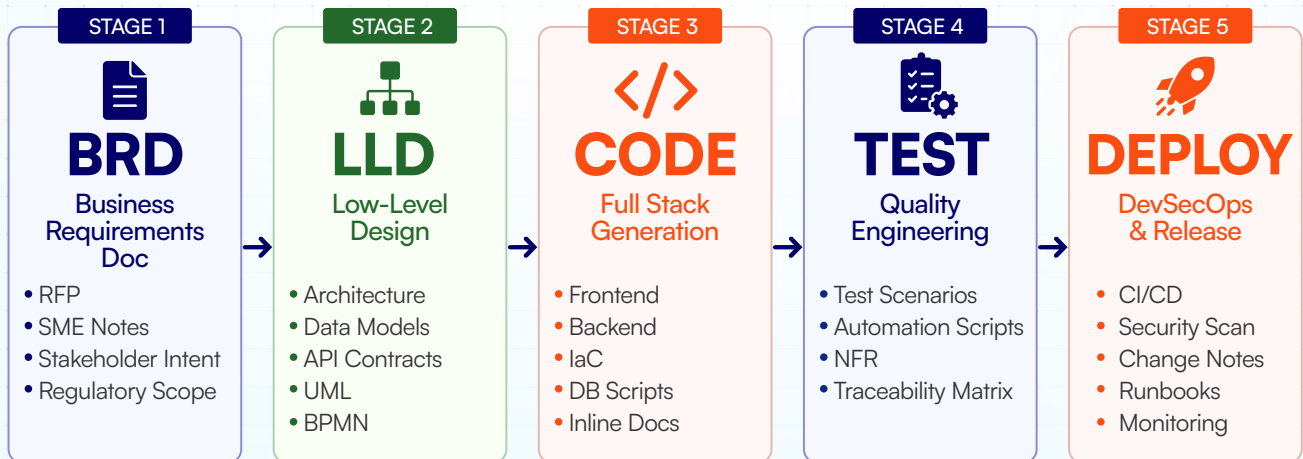 STAGE 1
BRD
Business
Requirements
Doc
RFP
SME Notes
Stakeholder Intent
Regulatory Scope
STAGE 2
LLD
Low-Level
Design
Architecture
Data Models
API Contracts
UML
BPMN
STAGE 3
CODE
Full Stack
Generation
Frontend
Backend
IaC
DB Scripts
Inline Docs
STAGE 4
TEST
Quality
Engineering
Test Scenarios
Automation Scripts
NFR
Traceability Matrix
STAGE 5
DEPLOY
DevSecOps
& Release
CI/CD
Security Scan
Change Notes
Runbooks
Monitoring